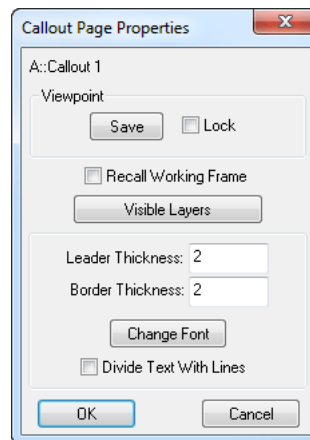 Callout Page Properties
A::Callout 1
Viewpoint
Save Lock
Recall Working Frame
Visible Layers
Leader Thickness: 2
Border Thickness: 2
Change Font
Divide Text With Lines
OK Cancel